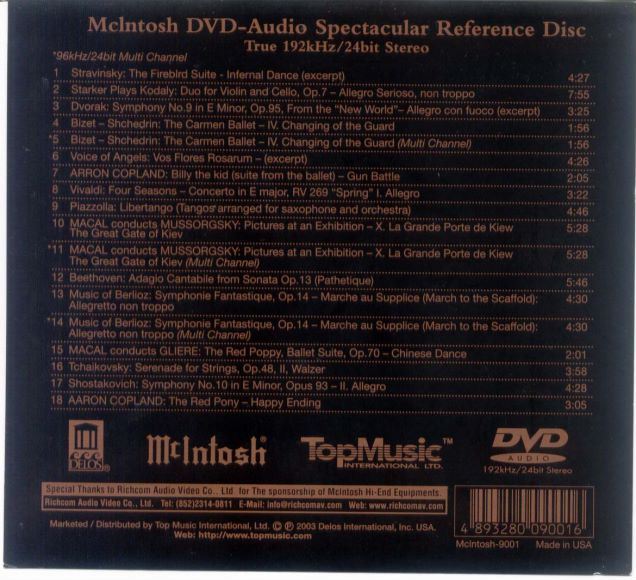 McIntosh DVD-Audio Spectacular Reference Disc
True 192kHz/24bit Stereo
*96kHz/24bit Multi Channel
1 Stravinsky: The Firebird Suite - Infernal Dance (excerpt) 4:27
2 Starker Plays Kodaly: Duo for Violin and Cello, Op.7 – Allegro Serioso, non troppo 7:55
3 Dvorak: Symphony No.9 in E Minor, Op.95, From the "New World"– Allegro con fuoco (excerpt) 3:25
4 Bizet – Shchedrin: The Carmen Ballet – IV. Changing of the Guard 1:56
*5 Bizet – Shchedrin: The Carmen Ballet – IV. Changing of the Guard (Multi Channel) 1:56
6 Voice of Angels: Vos Flores Rosarum – (excerpt) 4:26
7 ARRON COPLAND: Billy the kid (suite from the ballet) – Gun Battle 2:05
8 Vivaldi: Four Seasons – Concerto in E major, RV 269 "Spring" I. Allegro 3:22
9 Piazzolla: Libertango (Tangos arranged for saxophone and orchestra) 4:46
10 MACAL conducts MUSSORGSKY: Pictures at an Exhibition – X. La Grande Porte de Kiew 5:28
The Great Gate of Kiev
*11 MACAL conducts MUSSORGSKY: Pictures at an Exhibition – X. La Grande Porte de Kiew 5:28
The Great Gate of Kiev (Multi Channel)
12 Beethoven: Adagio Cantabile from Sonata Op.13 (Pathetique) 5:46
13 Music of Berlioz: Symphonie Fantastique, Op.14 – Marche au Supplice (March to the Scaffold): 4:30
Allegretto non troppo
*14 Music of Berlioz: Symphonie Fantastique, Op.14 – Marche au Supplice (March to the Scaffold): 4:30
Allegretto non troppo (Multi Channel)
15 MACAL conducts GLIERE: The Red Poppy, Ballet Suite, Op.70 – Chinese Dance 2:01
16 Tchaikovsky: Serenade for Strings, Op.48, II, Walzer 3:58
17 Shostakovich: Symphony No.10 in E Minor, Opus 93 – II. Allegro 4:28
18 AARON COPLAND: The Red Pony – Happy Ending 3:05
DELOS®
McIntosh®
TopMusic™
INTERNATIONAL LTD.
DVD
AUDIO
192kHz/24bit Stereo
Special Thanks to Richcom Audio Video Co., Ltd. for The sponsorship of McIntosh Hi-End Equipments.
Richcom Audio Video Co., Ltd. Tel: (852)2314-0811 E-Mail: info@richcomav.com Web: www.richcomav.com
Marketed / Distributed by Top Music International, Ltd. © ℗ 2003 Delos International, Inc. USA.
Web: http://www.topmusic.com
4 893280 090016
McIntosh-9001 Made in USA